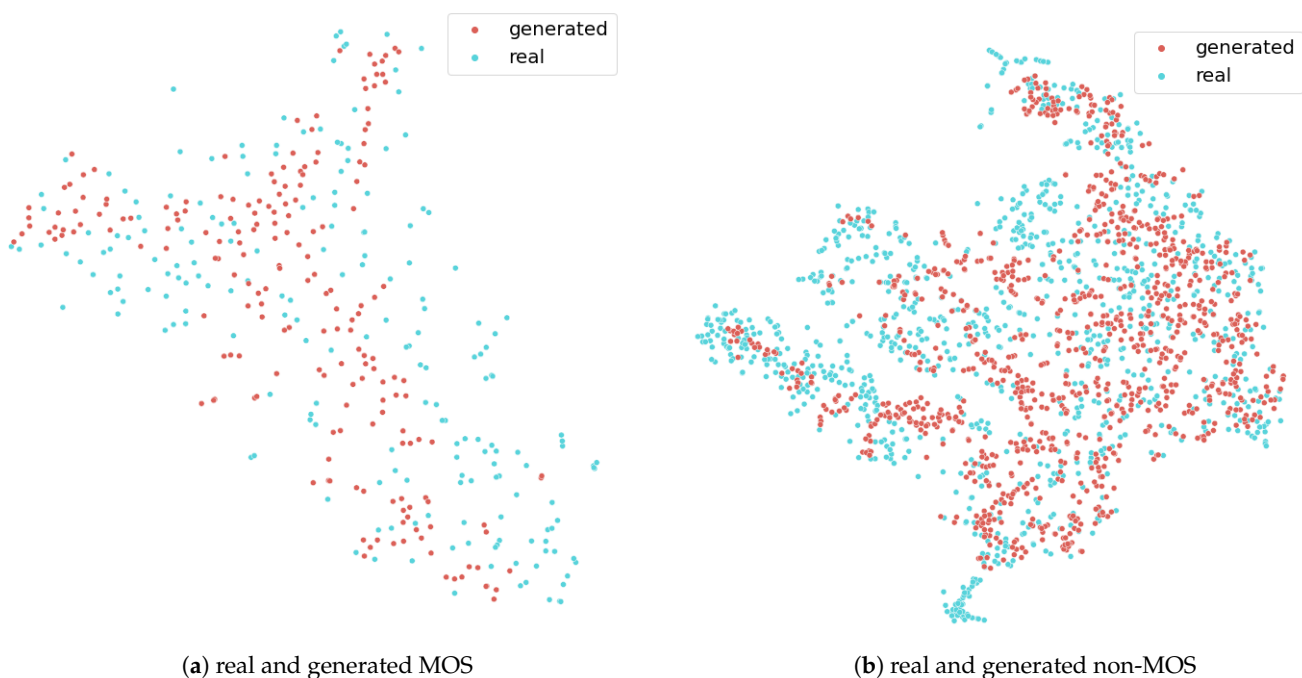 generated
real
generated
real
(a) real and generated MOS
(b) real and generated non-MOS